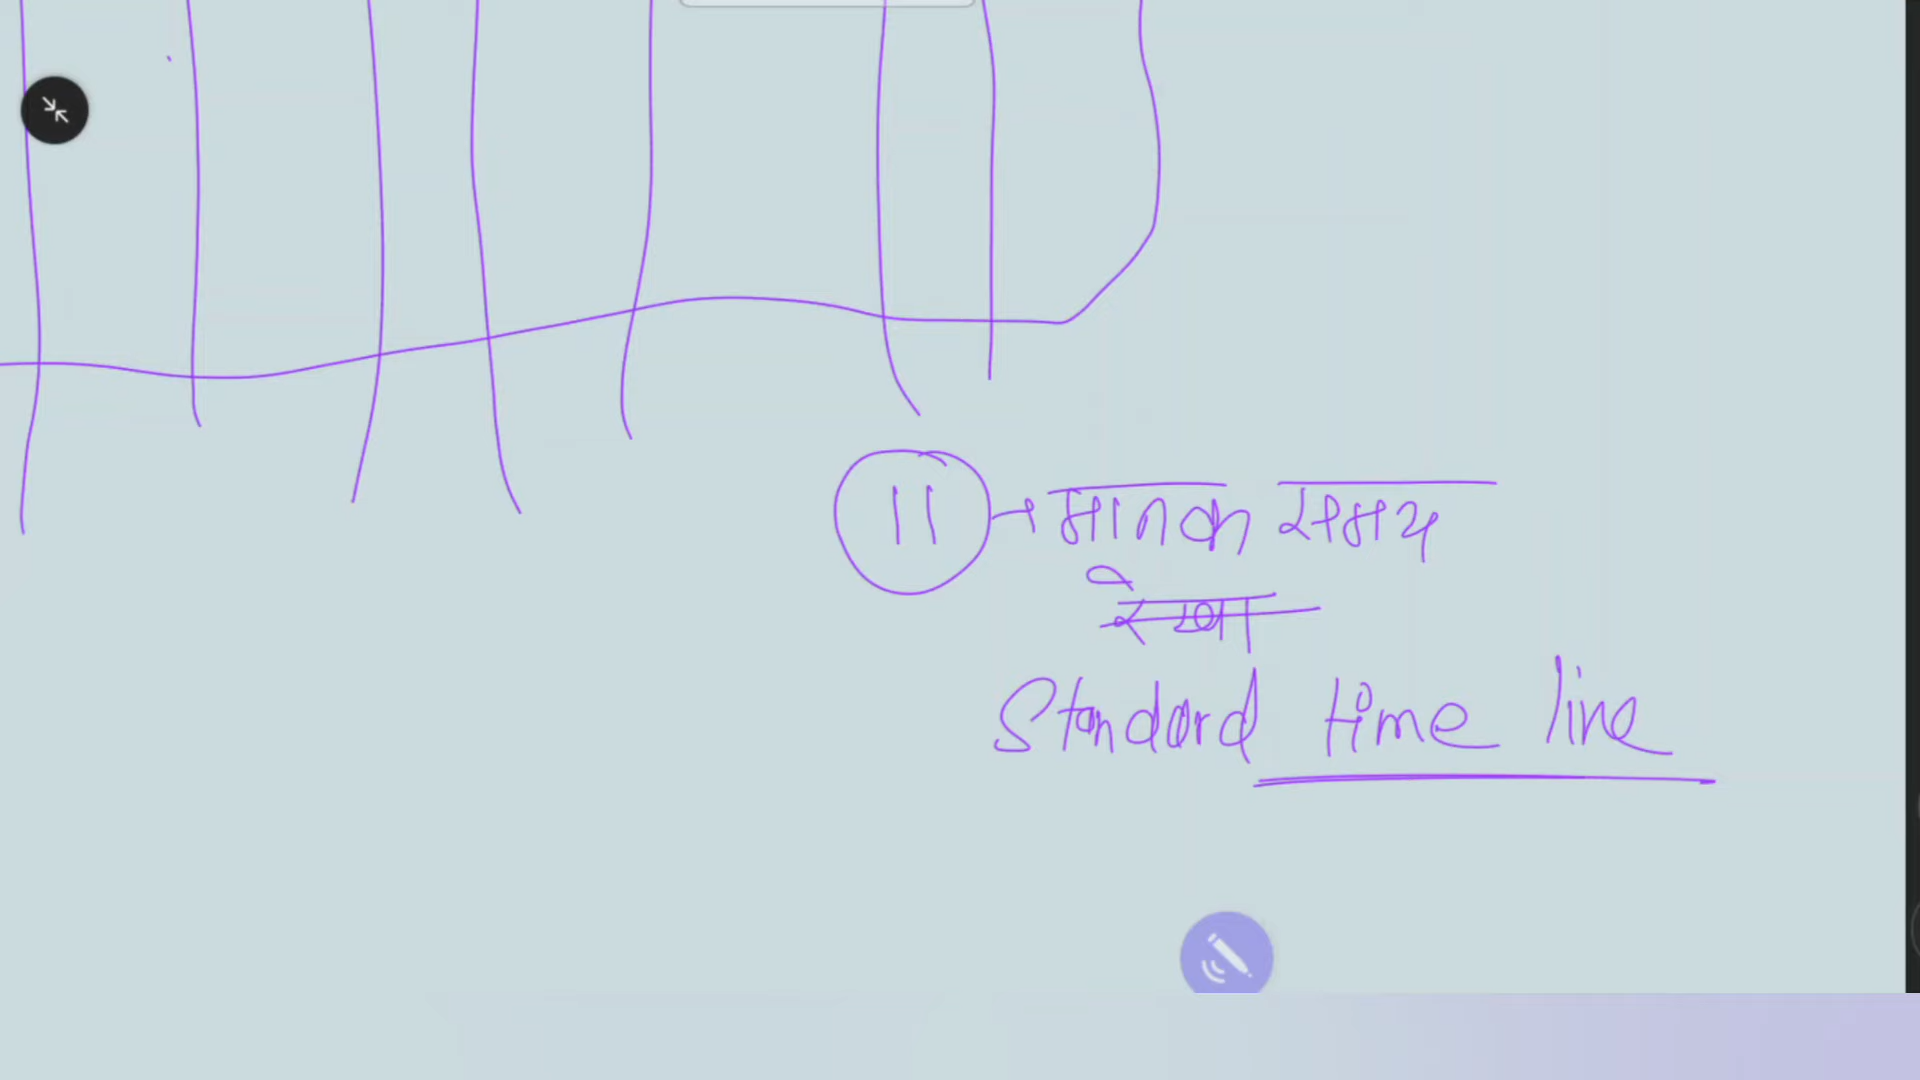 11 → मानक समय
रेखा
Standard time line